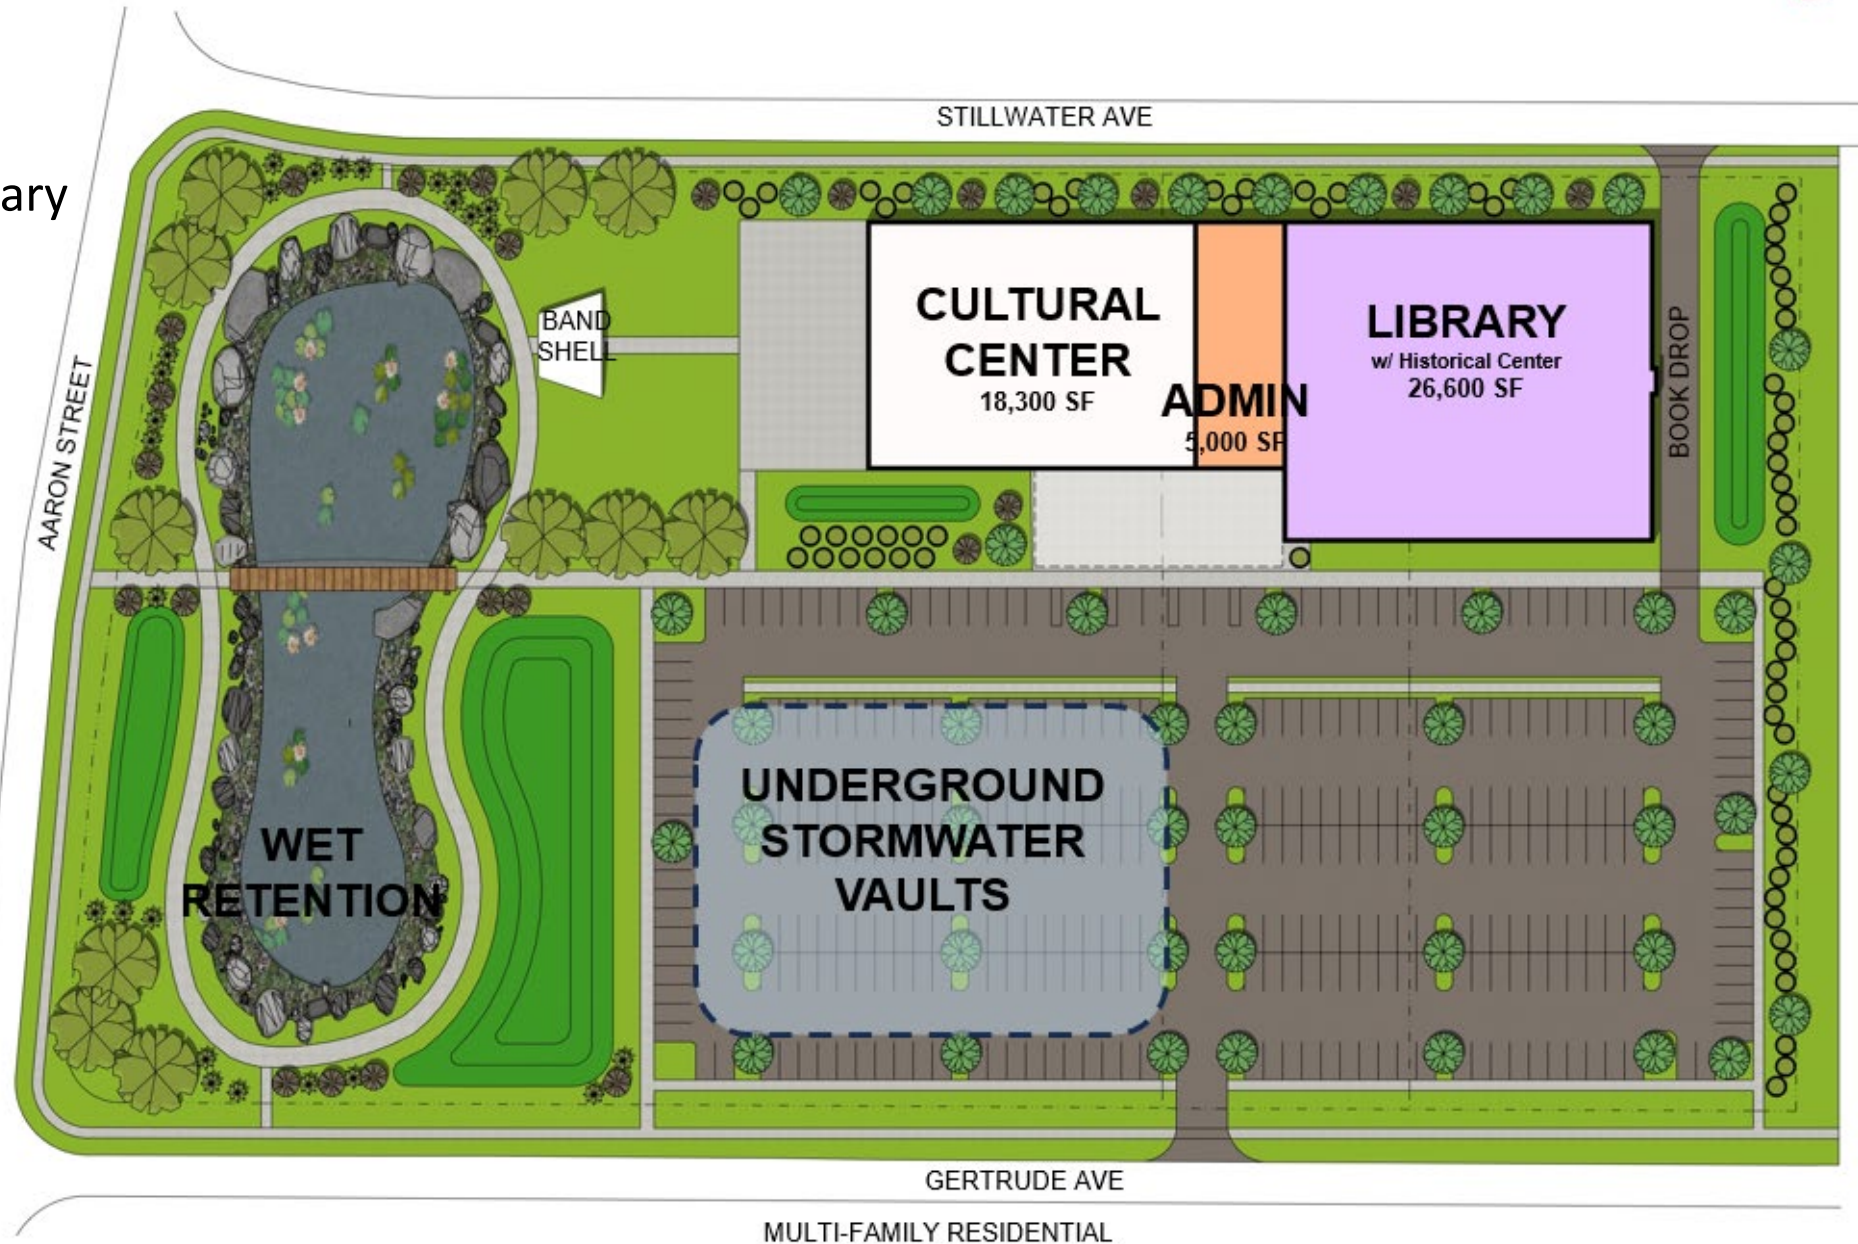 STILLWATER AVE
ary
AARON STREET
BAND
SHELL
CULTURAL
CENTER
18,300 SF
ADMIN
5,000 SF
LIBRARY
w/ Historical Center
26,600 SF
BOOK DROP
WET
RETENTION
UNDERGROUND
STORMWATER
VAULTS
GERTRUDE AVE
MULTI-FAMILY RESIDENTIAL